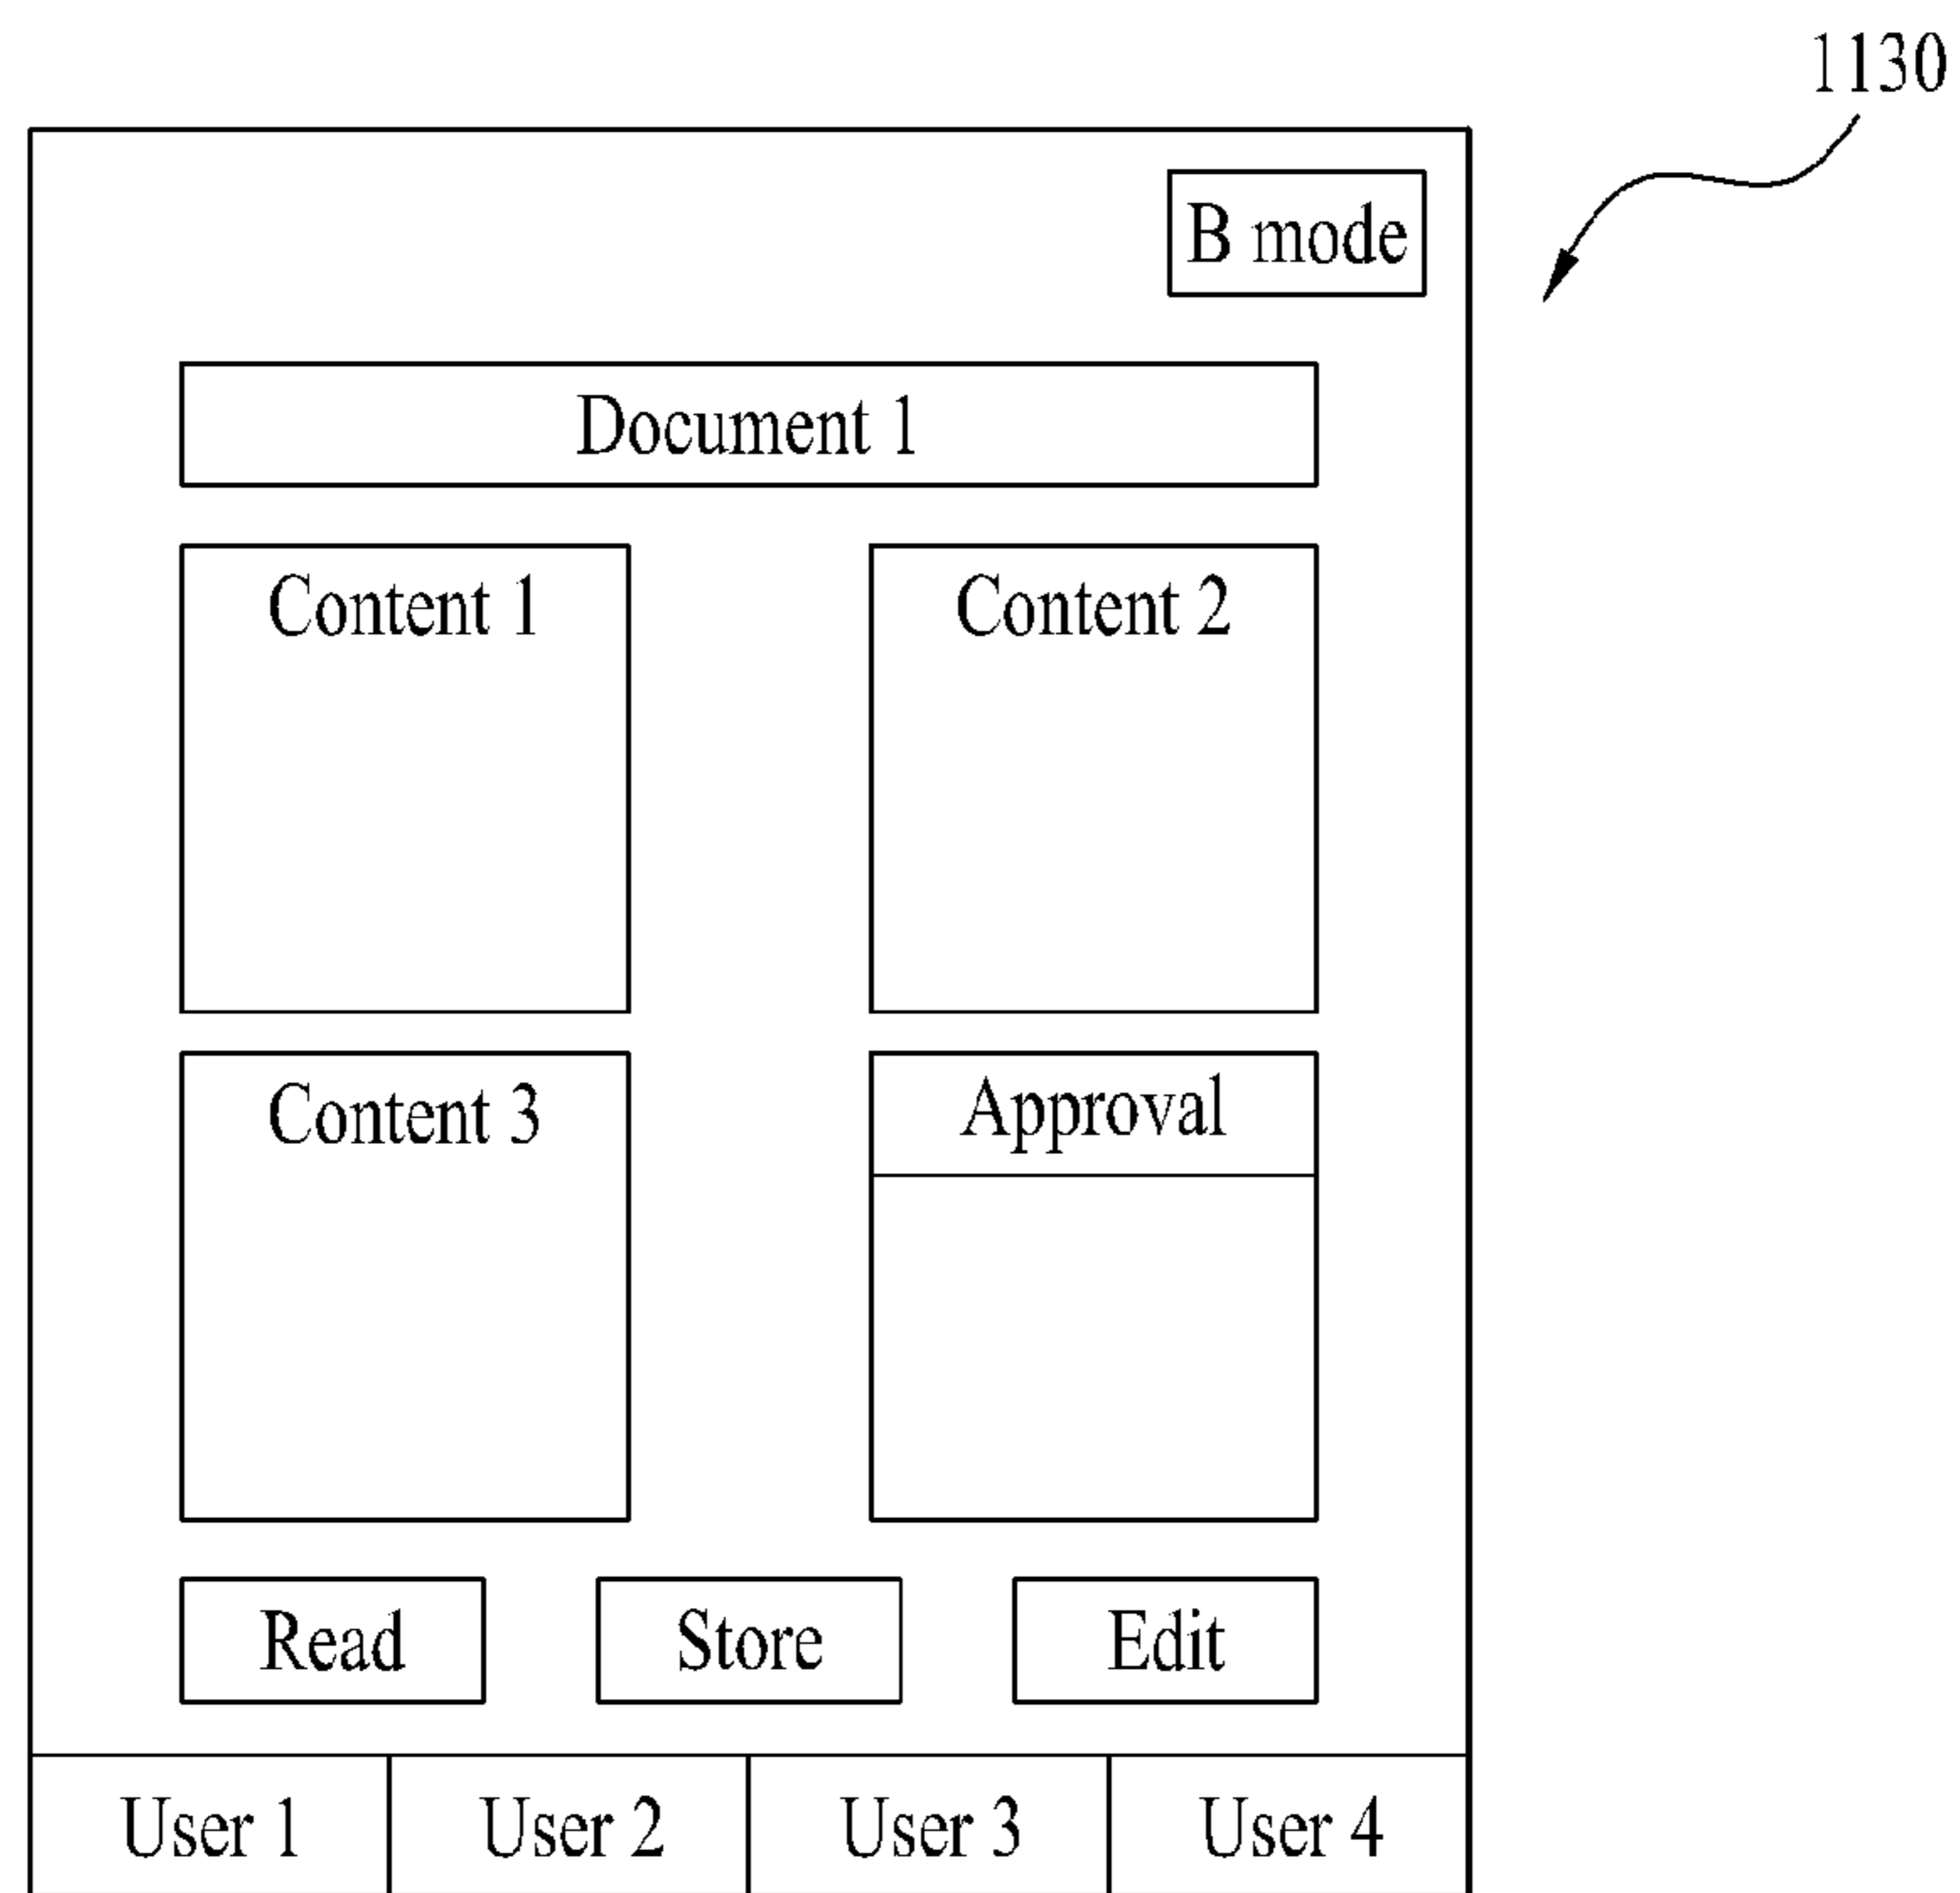 1130
B mode
Document 1
Content 1
Content 2
Content 3
Approval
Read
Store
Edit
User 1
User 2
User 3
User 4